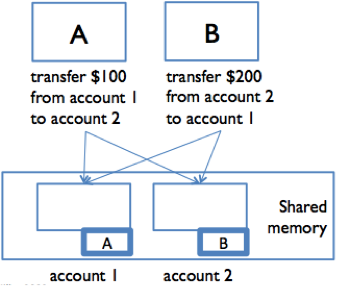 A
B
transfer $100
from account 1
to account 2
transfer $200
from account 2
to account 1
Shared
memory
A
B
account 1
account 2